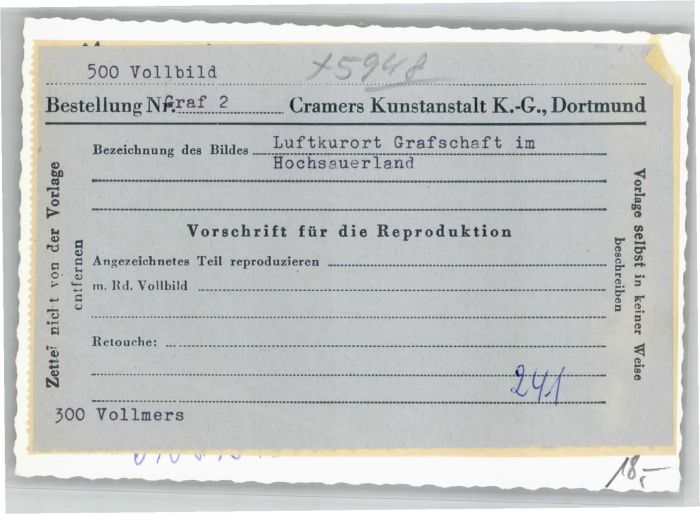 500 Vollbild x5948
Bestellung Nr. Graf 2 Cramers Kunstanstalt K.-G., Dortmund
Bezeichnung des Bildes Luftkurort Grafschaft im
Hochsauerland
Vorschrift für die Reproduktion
Angezeichnetes Teil reproduzieren
m. Rd. Vollbild
Retouche:
241
300 Vollmers
Zettel nicht von der Vorlage
entfernen
Vorlage selbst in keiner Weise
beschreiben
18,-